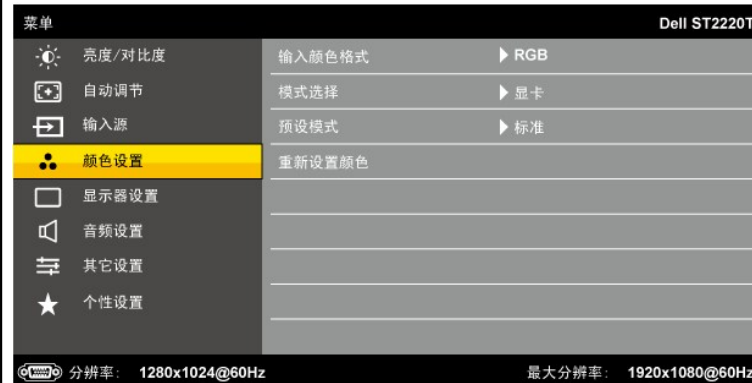 菜单 Dell ST2220T
亮度/对比度 输入颜色格式 RGB
自动调节 模式选择 显卡
输入源 预设模式 标准
颜色设置 重新设置颜色
显示器设置
音频设置
其它设置
个性设置
分辨率: 1280x1024@60Hz 最大分辨率: 1920x1080@60Hz